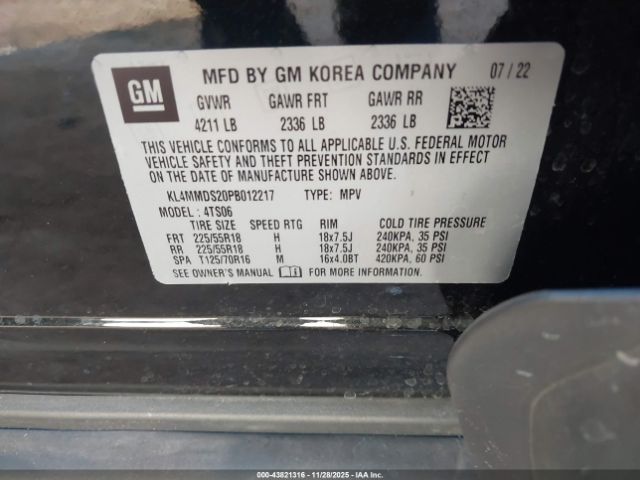 GM
MFD BY GM KOREA COMPANY 07 / 22
GVWR GAWR FRT GAWR RR
4211 LB 2336 LB 2336 LB
THIS VEHICLE CONFORMS TO ALL APPLICABLE U.S. FEDERAL MOTOR
VEHICLE SAFETY AND THEFT PREVENTION STANDARDS IN EFFECT
ON THE DATE OF MANUFACTURE SHOWN ABOVE.
KL4MMDS20PB012217 TYPE: MPV
MODEL: 4TS06
TIRE SIZE SPEED RTG RIM COLD TIRE PRESSURE
FRT 225/55R18 H 18x7.5J 240KPA, 35 PSI
RR 225/55R18 H 18x7.5J 240KPA, 35 PSI
SPA T125/70R16 M 16x4.0BT 420KPA, 60 PSI
SEE OWNER'S MANUAL FOR MORE INFORMATION
000-43821316 - 11/28/2025 - IAAI.COM